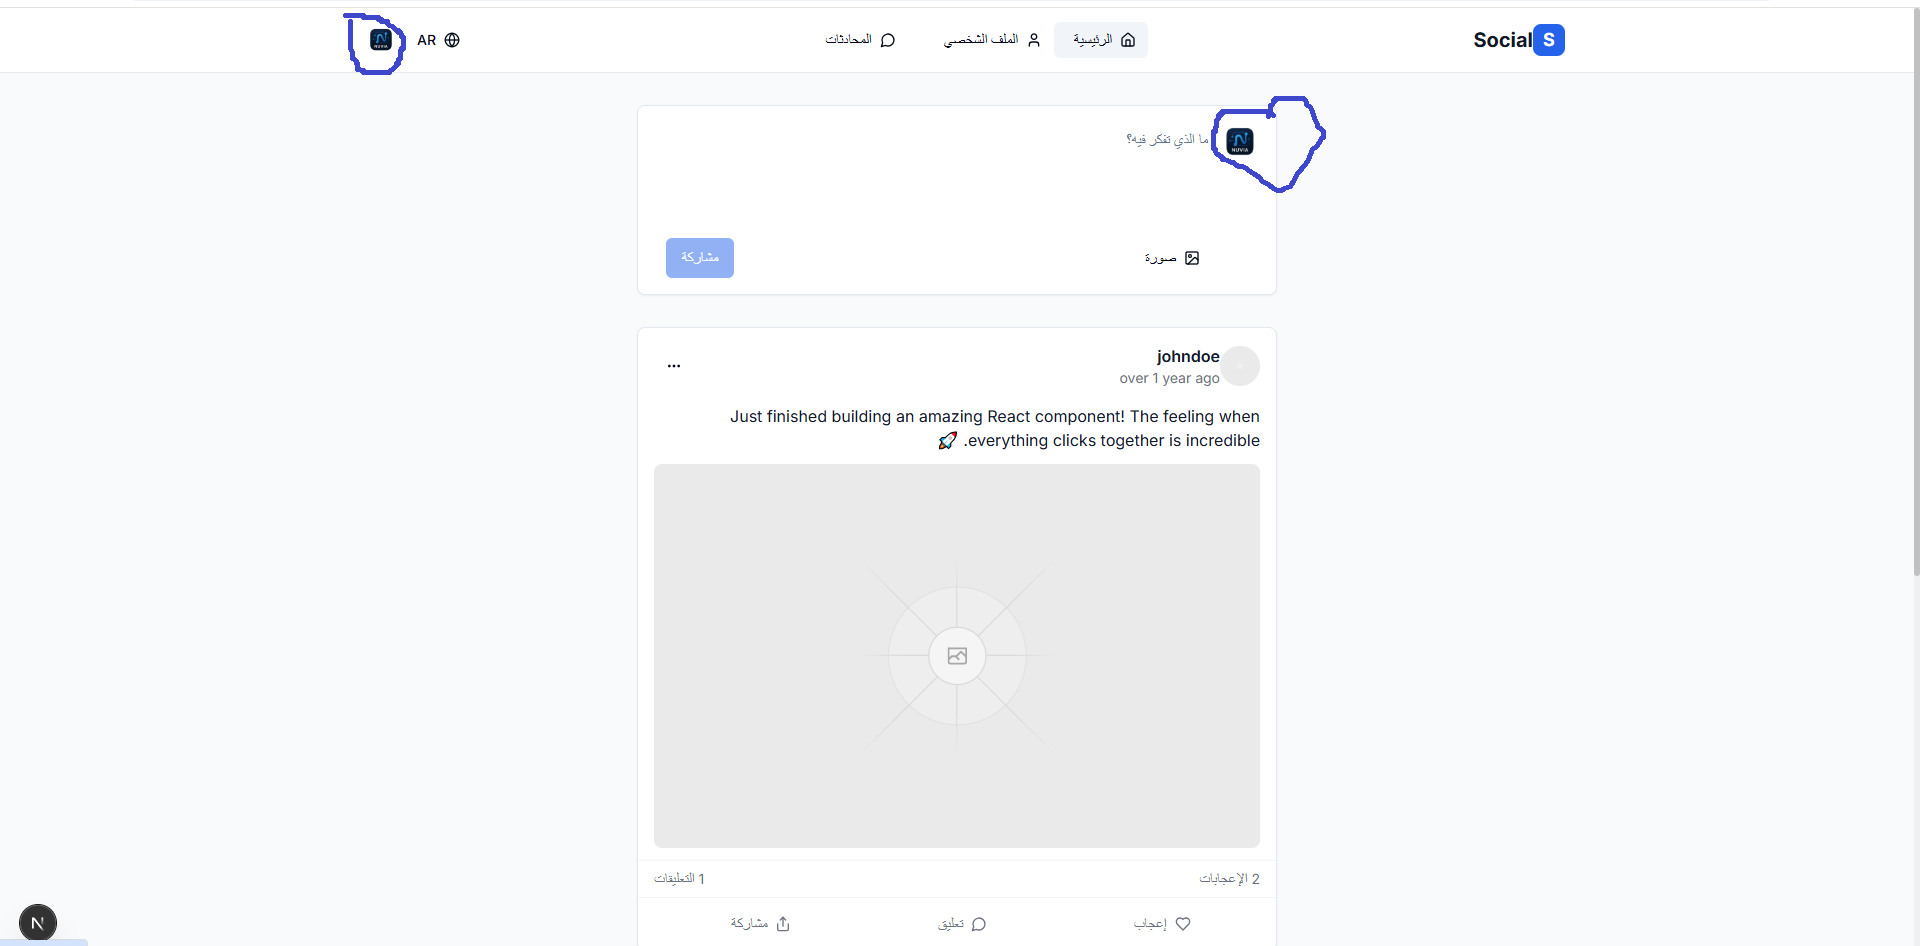 Social S
الرئيسية
الملف الشخصي
المحادثات
AR
NUVIA
NUVIA
ما الذي تفكر فيه؟
صورة
مشاركة
johndoe
over 1 year ago
Just finished building an amazing React component! The feeling when
everything clicks together is incredible. 🚀
2 الإعجابات
1 التعليقات
إعجاب
تعليق
مشاركة
N